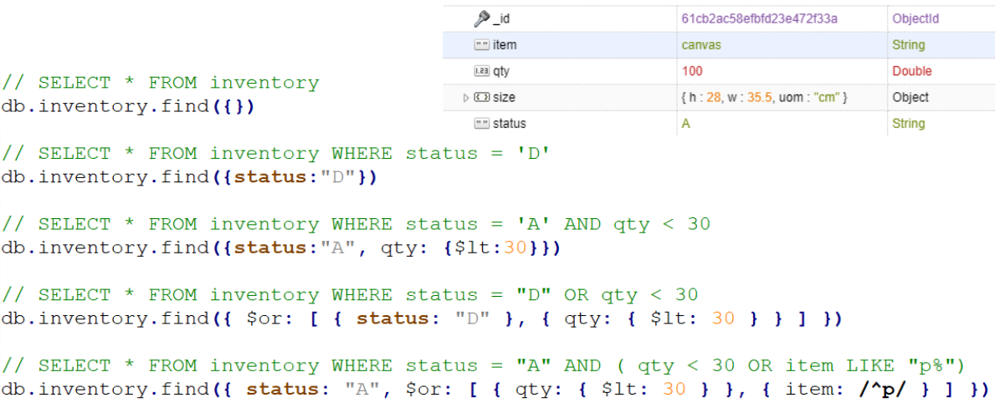 _id 61cb2ac58efbfd23e472f33a ObjectId
item canvas String
qty 100 Double
size { h : 28, w : 35.5, uom : "cm" } Object
status A String
// SELECT * FROM inventory
db.inventory.find({})
// SELECT * FROM inventory WHERE status = 'D'
db.inventory.find({status:"D"})
// SELECT * FROM inventory WHERE status = 'A' AND qty < 30
db.inventory.find({status:"A", qty: {$lt:30}})
// SELECT * FROM inventory WHERE status = "D" OR qty < 30
db.inventory.find({ $or: [ { status: "D" }, { qty: { $lt: 30 } } ] })
// SELECT * FROM inventory WHERE status = "A" AND ( qty < 30 OR item LIKE "p%")
db.inventory.find({ status: "A", $or: [ { qty: { $lt: 30 } }, { item: /^p/ } ] })